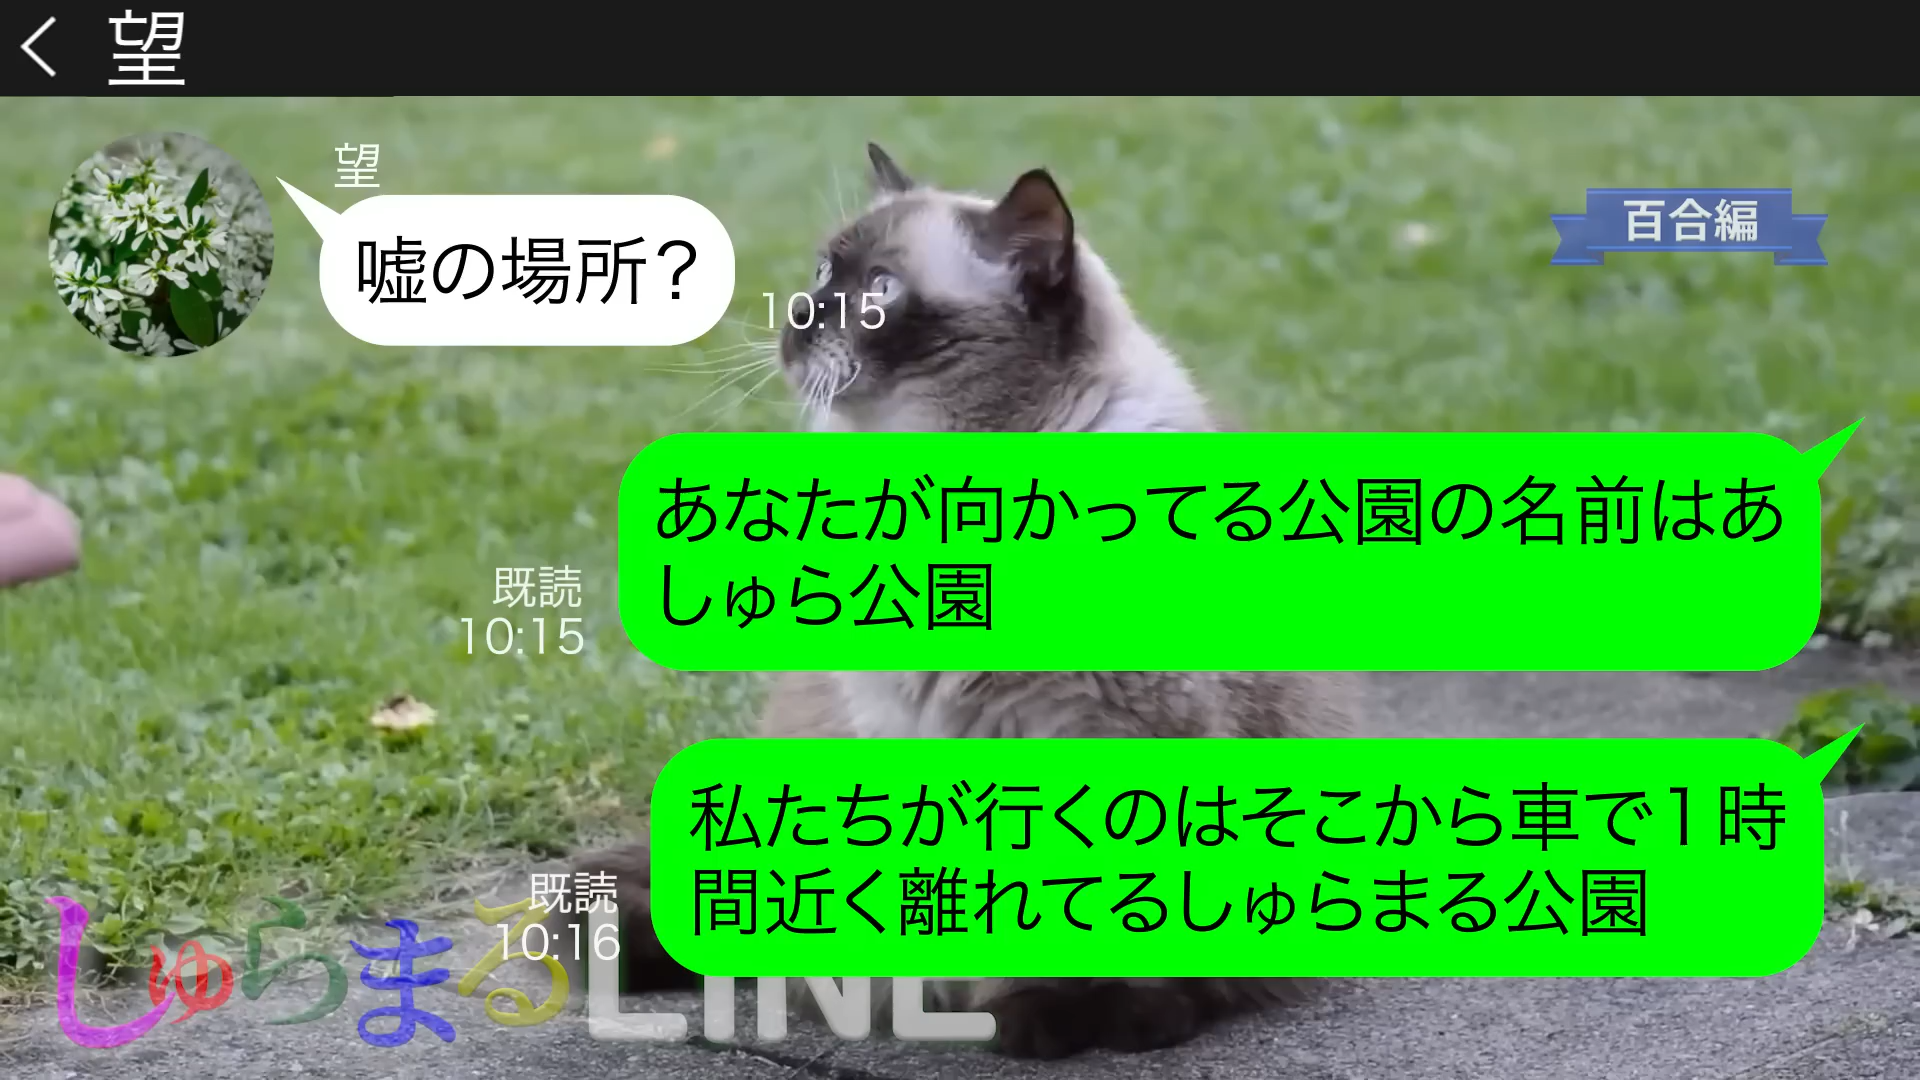 望
望
百合編
嘘の場所？
10:15
あなたが向かってる公園の名前はあ
しゅら公園
既読
10:15
私たちが行くのはそこから車で１時
間近く離れてるしゅらまる公園
既読
10:16
しゅらまるLINE